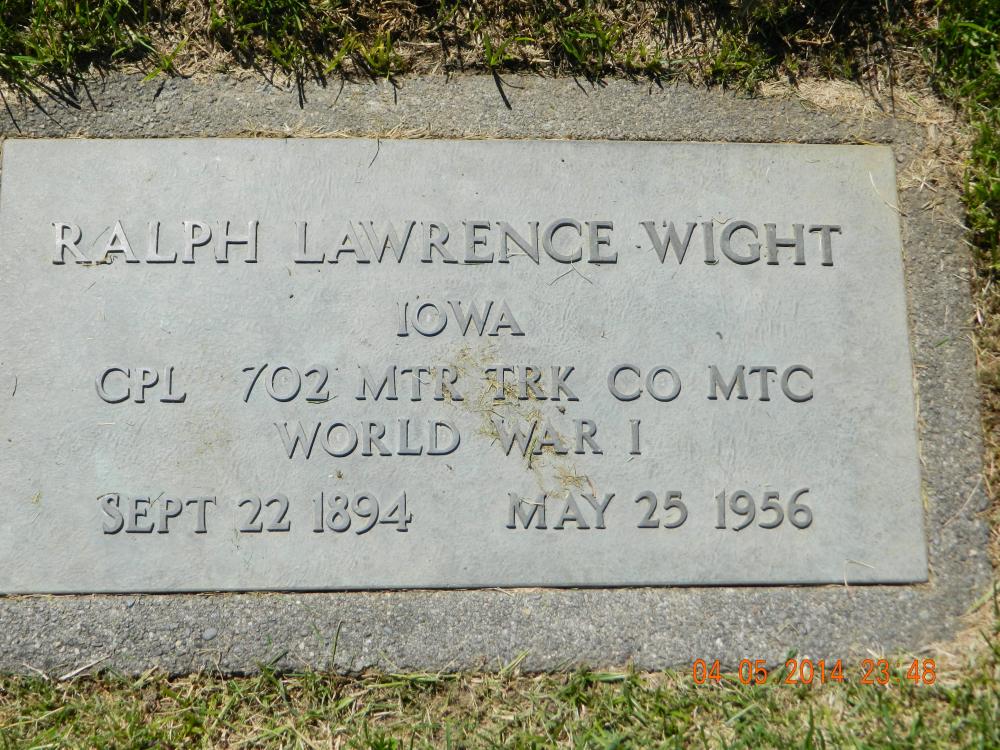 RALPH LAWRENCE WIGHT
IOWA
CPL 702 MTR TRK CO MTC
WORLD WAR I
SEPT 22 1894 MAY 25 1956
04 05 2014 23 48